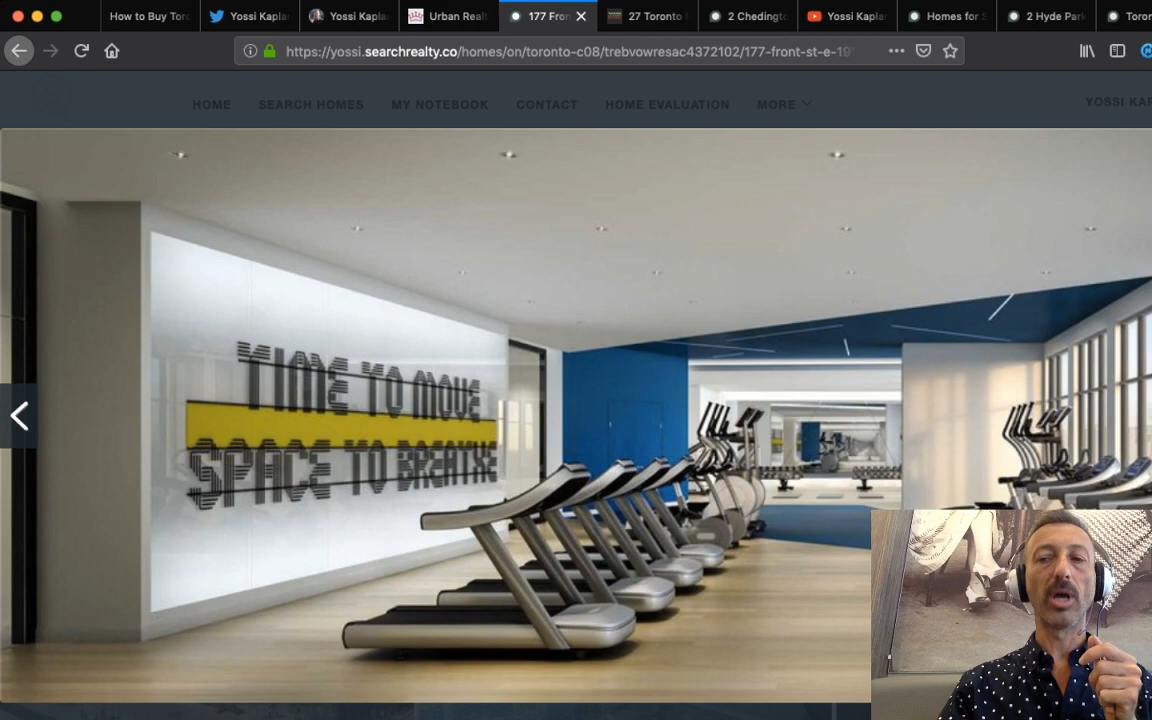 How to Buy Toro
Yossi Kaplan
Yossi Kapla
Urban Realt
177 Fron
27 Toronto
2 Chedingto
Yossi Kaplan
Homes for S
2 Hyde Park
Toron
https://yossi.searchrealty.co/homes/on/toronto-c08/trebvowresac4372102/177-front-st-e-19
HOME
SEARCH HOMES
MY NOTEBOOK
CONTACT
HOME EVALUATION
MORE
YOSSI KAP
TIME TO MOVE
SPACE TO BREATHE